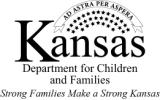 AD ASTRA PER ASPERA
Kansas
Department for Children
and Families
Strong Families Make a Strong Kansas